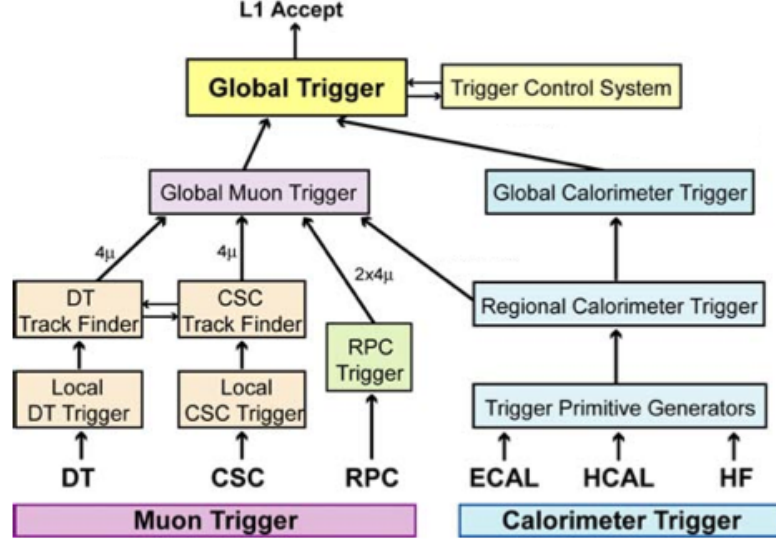 L1 Accept
Global Trigger
Trigger Control System
Global Muon Trigger
Global Calorimeter Trigger
4μ
4μ
2x4μ
DT
Track Finder
CSC
Track Finder
Regional Calorimeter Trigger
RPC
Trigger
Local
DT Trigger
Local
CSC Trigger
Trigger Primitive Generators
DT
CSC
RPC
ECAL
HCAL
HF
Muon Trigger
Calorimeter Trigger